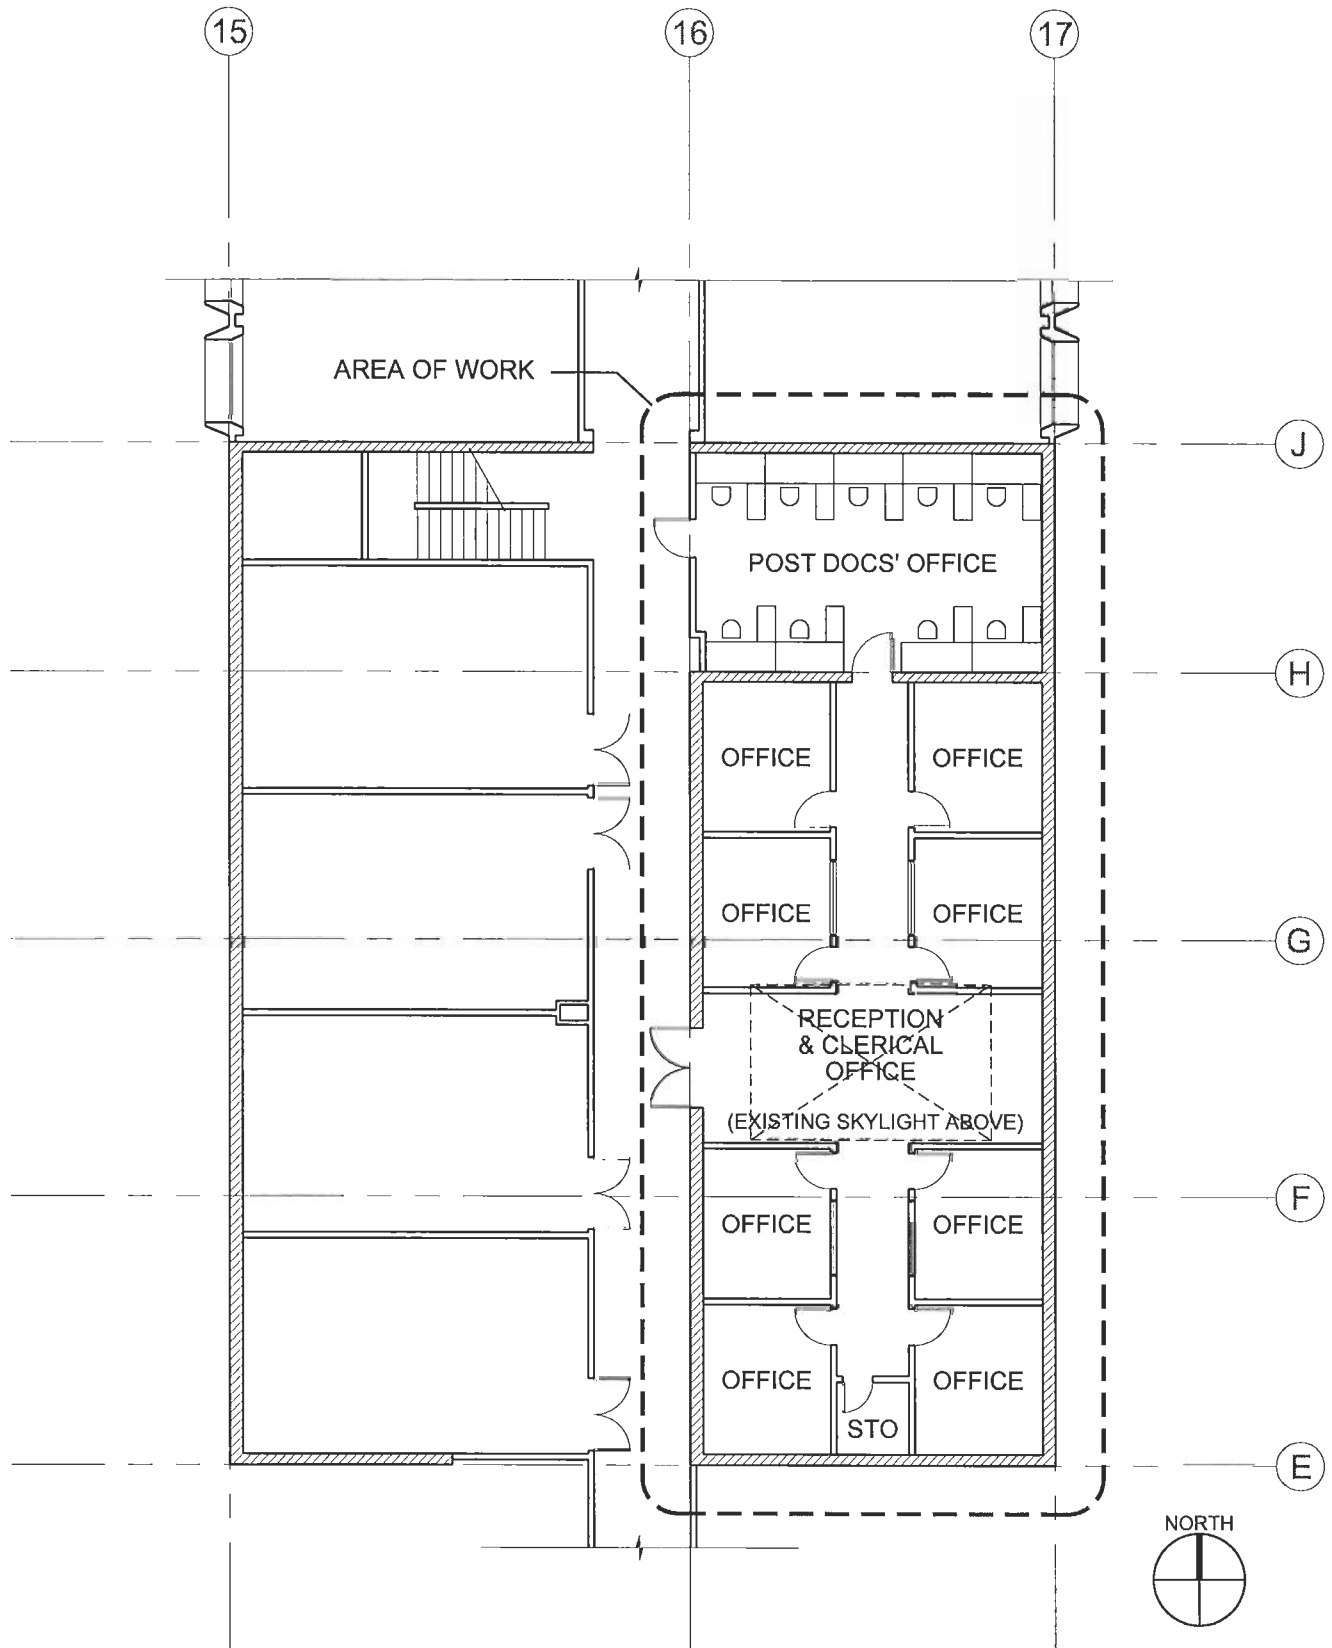 15
16
17
AREA OF WORK
J
POST DOCS' OFFICE
H
OFFICE
OFFICE
OFFICE
OFFICE
G
RECEPTION
& CLERICAL
OFFICE
(EXISTING SKYLIGHT ABOVE)
F
OFFICE
OFFICE
OFFICE
OFFICE
STO
E
NORTH